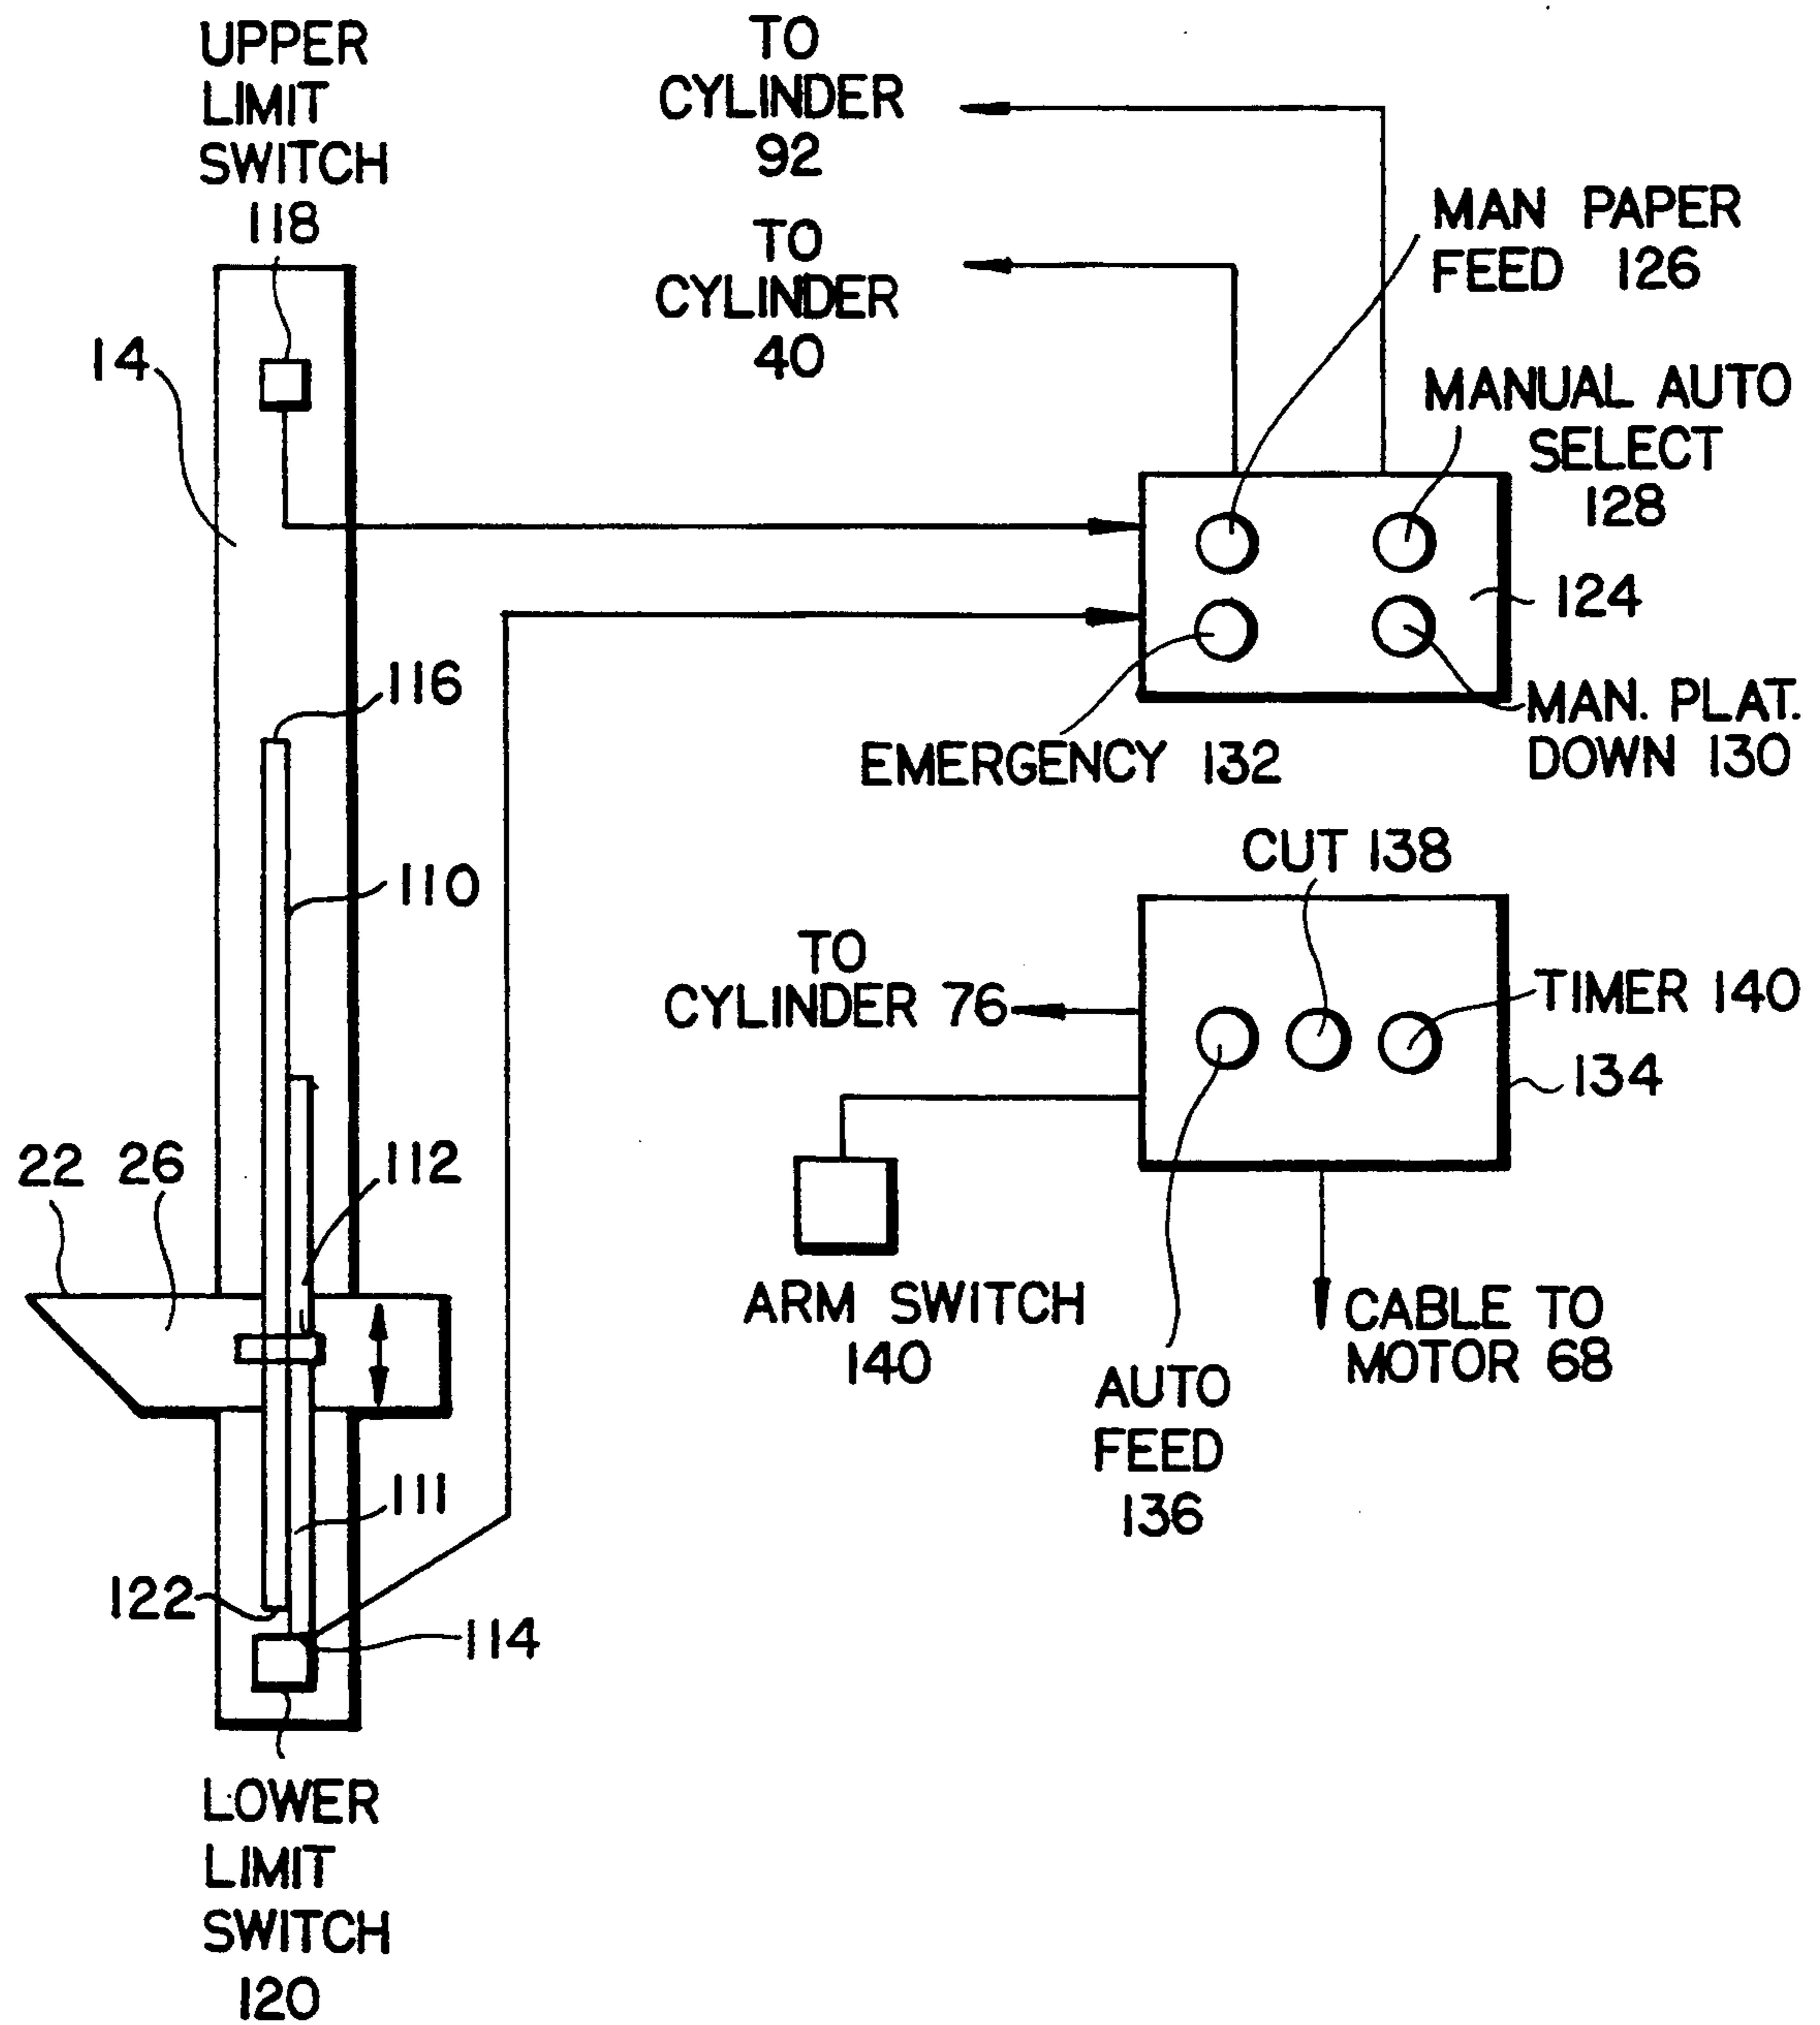 UPPER
LIMIT
SWITCH
118
TO
CYLINDER
92
TO
CYLINDER
40
MAN PAPER
FEED 126
MANUAL AUTO
SELECT
128
14
124
116
EMERGENCY 132
MAN. PLAT.
DOWN 130
110
CUT 138
TO
CYLINDER 76
TIMER 140
134
22 26
112
ARM SWITCH
140
AUTO
FEED
136
CABLE TO
MOTOR 68
111
122
114
LOWER
LIMIT
SWITCH
120